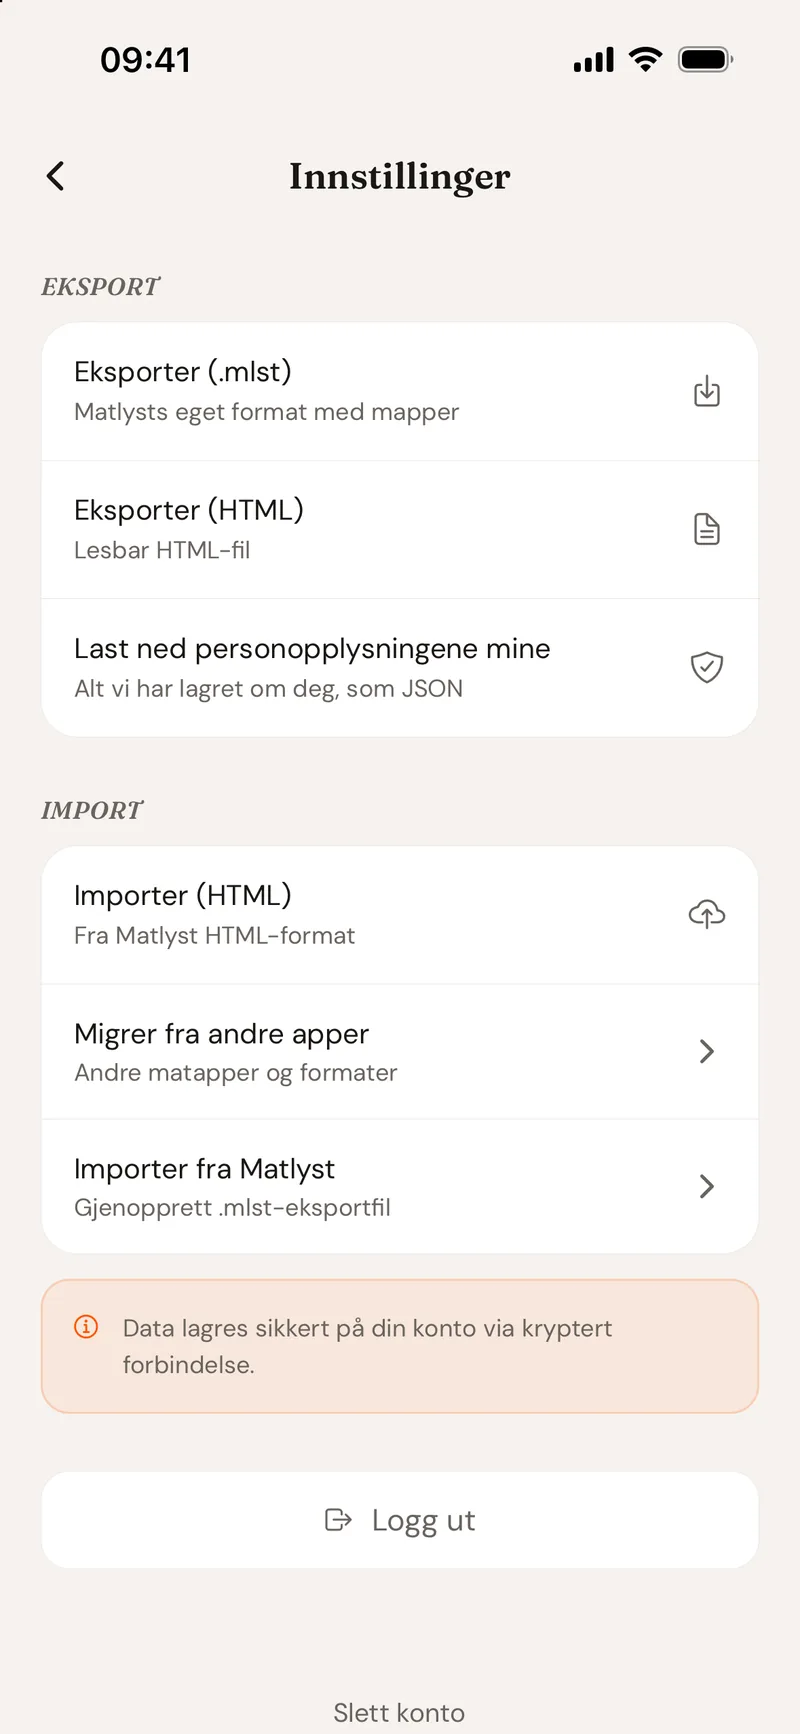 09:41
Innstillinger
EKSPORT
Eksporter (.mlst)
Matlysts eget format med mapper
Eksporter (HTML)
Lesbar HTML-fil
Last ned personopplysningene mine
Alt vi har lagret om deg, som JSON
IMPORT
Importer (HTML)
Fra Matlyst HTML-format
Migrer fra andre apper
Andre matapper og formater
Importer fra Matlyst
Gjenopprett .mlst-eksportfil
Data lagres sikkert på din konto via kryptert
forbindelse.
Logg ut
Slett konto